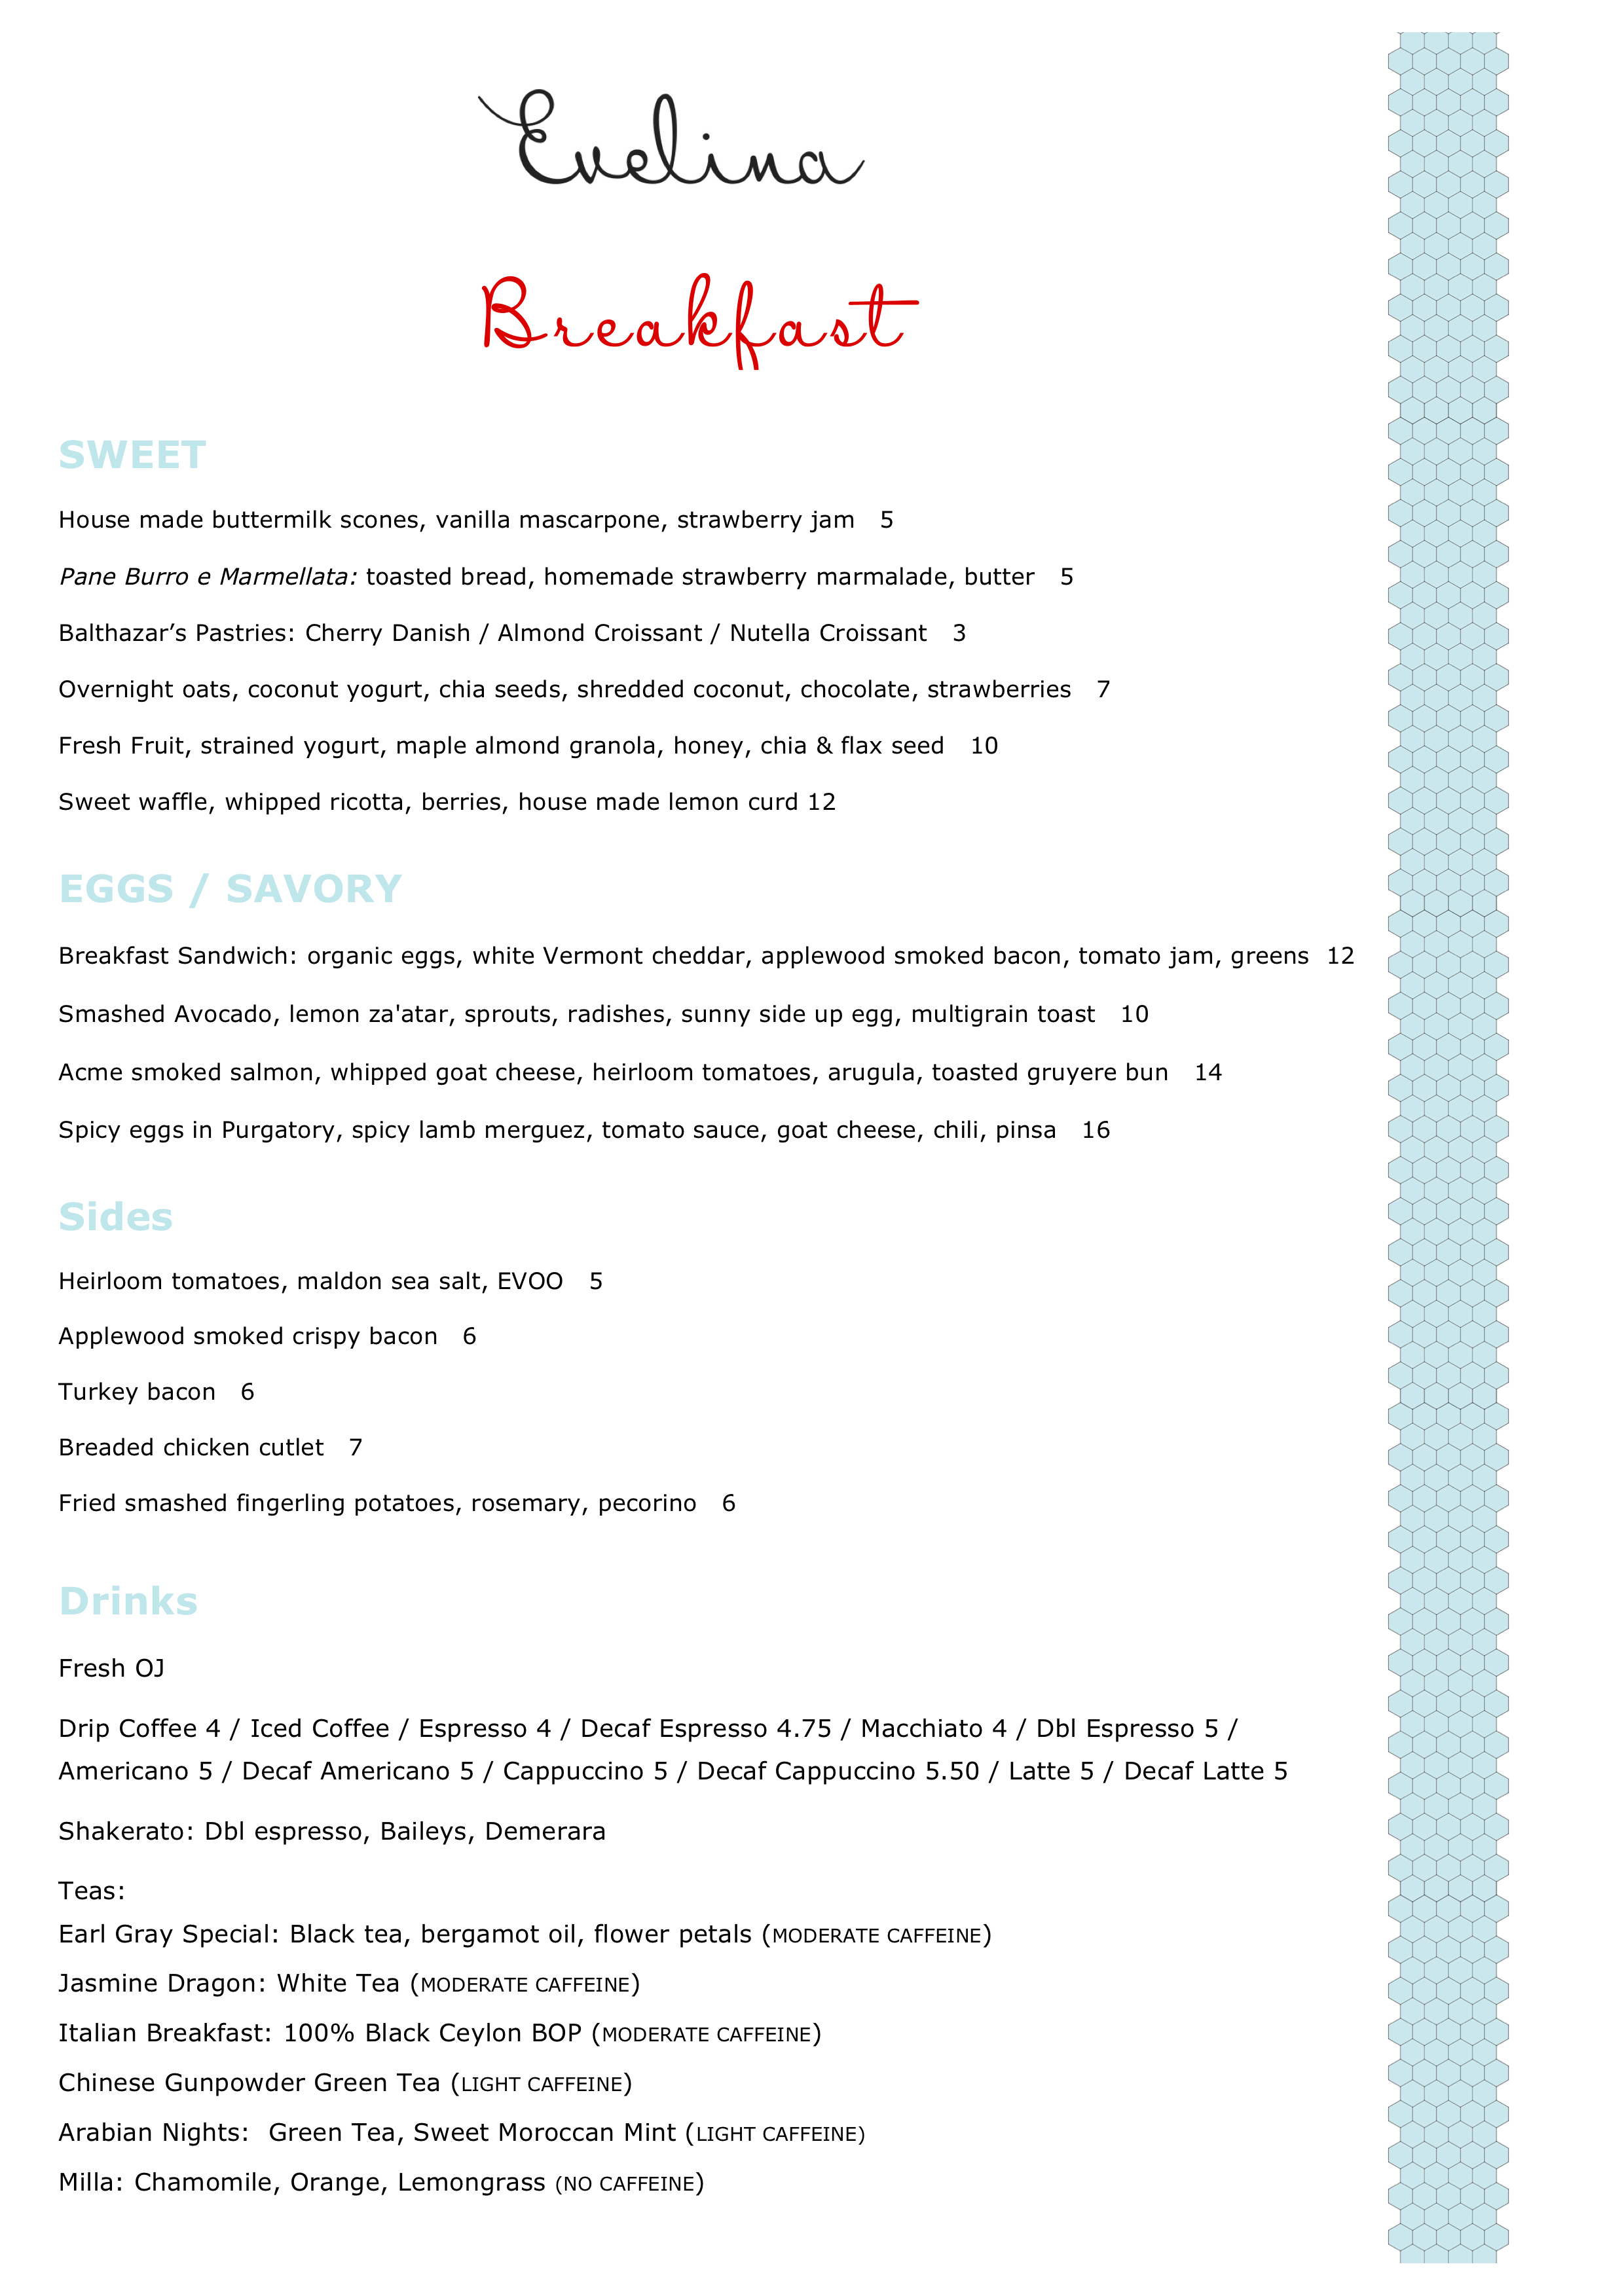 Evelina
Breakfast
SWEET
House made buttermilk scones, vanilla mascarpone, strawberry jam 5
Pane Burro e Marmellata: toasted bread, homemade strawberry marmalade, butter 5
Balthazar’s Pastries: Cherry Danish / Almond Croissant / Nutella Croissant 3
Overnight oats, coconut yogurt, chia seeds, shredded coconut, chocolate, strawberries 7
Fresh Fruit, strained yogurt, maple almond granola, honey, chia & flax seed 10
Sweet waffle, whipped ricotta, berries, house made lemon curd 12
EGGS / SAVORY
Breakfast Sandwich: organic eggs, white Vermont cheddar, applewood smoked bacon, tomato jam, greens 12
Smashed Avocado, lemon za'atar, sprouts, radishes, sunny side up egg, multigrain toast 10
Acme smoked salmon, whipped goat cheese, heirloom tomatoes, arugula, toasted gruyere bun 14
Spicy eggs in Purgatory, spicy lamb merguez, tomato sauce, goat cheese, chili, pinsa 16
Sides
Heirloom tomatoes, maldon sea salt, EVOO 5
Applewood smoked crispy bacon 6
Turkey bacon 6
Breaded chicken cutlet 7
Fried smashed fingerling potatoes, rosemary, pecorino 6
Drinks
Fresh OJ
Drip Coffee 4 / Iced Coffee / Espresso 4 / Decaf Espresso 4.75 / Macchiato 4 / Dbl Espresso 5 /
Americano 5 / Decaf Americano 5 / Cappuccino 5 / Decaf Cappuccino 5.50 / Latte 5 / Decaf Latte 5
Shakerato: Dbl espresso, Baileys, Demerara
Teas:
Earl Gray Special: Black tea, bergamot oil, flower petals (MODERATE CAFFEINE)
Jasmine Dragon: White Tea (MODERATE CAFFEINE)
Italian Breakfast: 100% Black Ceylon BOP (MODERATE CAFFEINE)
Chinese Gunpowder Green Tea (LIGHT CAFFEINE)
Arabian Nights: Green Tea, Sweet Moroccan Mint (LIGHT CAFFEINE)
Milla: Chamomile, Orange, Lemongrass (NO CAFFEINE)